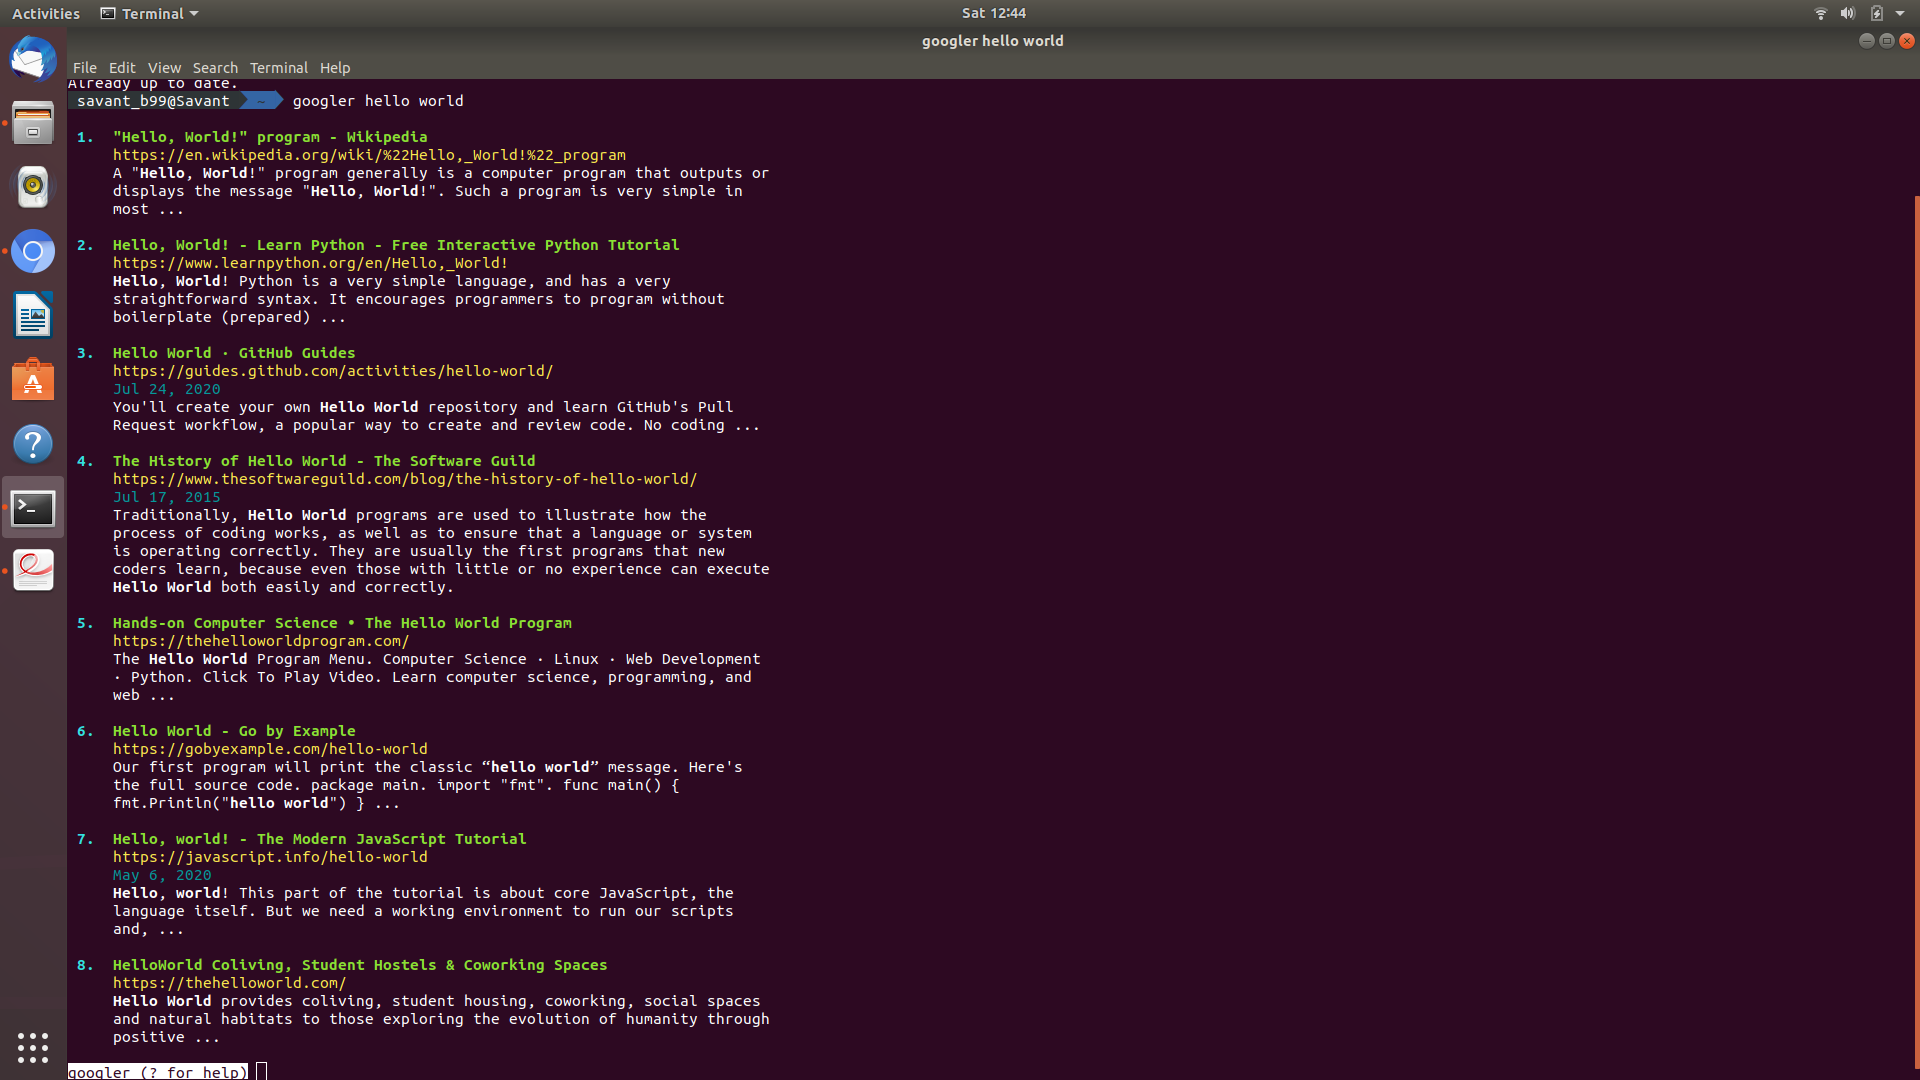 Activities Terminal Sat 12:44
googler hello world
File Edit View Search Terminal Help
Already up to date.
savant_b99@Savant ~ googler hello world
1. "Hello, World!" program - Wikipedia
https://en.wikipedia.org/wiki/%22Hello,_World!%22_program
A "Hello, World!" program generally is a computer program that outputs or
displays the message "Hello, World!". Such a program is very simple in
most ...
2. Hello, World! - Learn Python - Free Interactive Python Tutorial
https://www.learnpython.org/en/Hello,_World!
Hello, World! Python is a very simple language, and has a very
straightforward syntax. It encourages programmers to program without
boilerplate (prepared) ...
3. Hello World · GitHub Guides
https://guides.github.com/activities/hello-world/
Jul 24, 2020
You'll create your own Hello World repository and learn GitHub's Pull
Request workflow, a popular way to create and review code. No coding ...
4. The History of Hello World - The Software Guild
https://www.thesoftwareguild.com/blog/the-history-of-hello-world/
Jul 17, 2015
Traditionally, Hello World programs are used to illustrate how the
process of coding works, as well as to ensure that a language or system
is operating correctly. They are usually the first programs that new
coders learn, because even those with little or no experience can execute
Hello World both easily and correctly.
5. Hands-on Computer Science • The Hello World Program
https://thehelloworldprogram.com/
The Hello World Program Menu. Computer Science · Linux · Web Development
· Python. Click To Play Video. Learn computer science, programming, and
web ...
6. Hello World - Go by Example
https://gobyexample.com/hello-world
Our first program will print the classic “hello world” message. Here's
the full source code. package main. import "fmt". func main() {
fmt.Println("hello world") } ...
7. Hello, world! - The Modern JavaScript Tutorial
https://javascript.info/hello-world
May 6, 2020
Hello, world! This part of the tutorial is about core JavaScript, the
language itself. But we need a working environment to run our scripts
and, ...
8. HelloWorld Coliving, Student Hostels & Coworking Spaces
https://thehelloworld.com/
Hello World provides coliving, student housing, coworking, social spaces
and natural habitats to those exploring the evolution of humanity through
positive ...
googler (? for help)